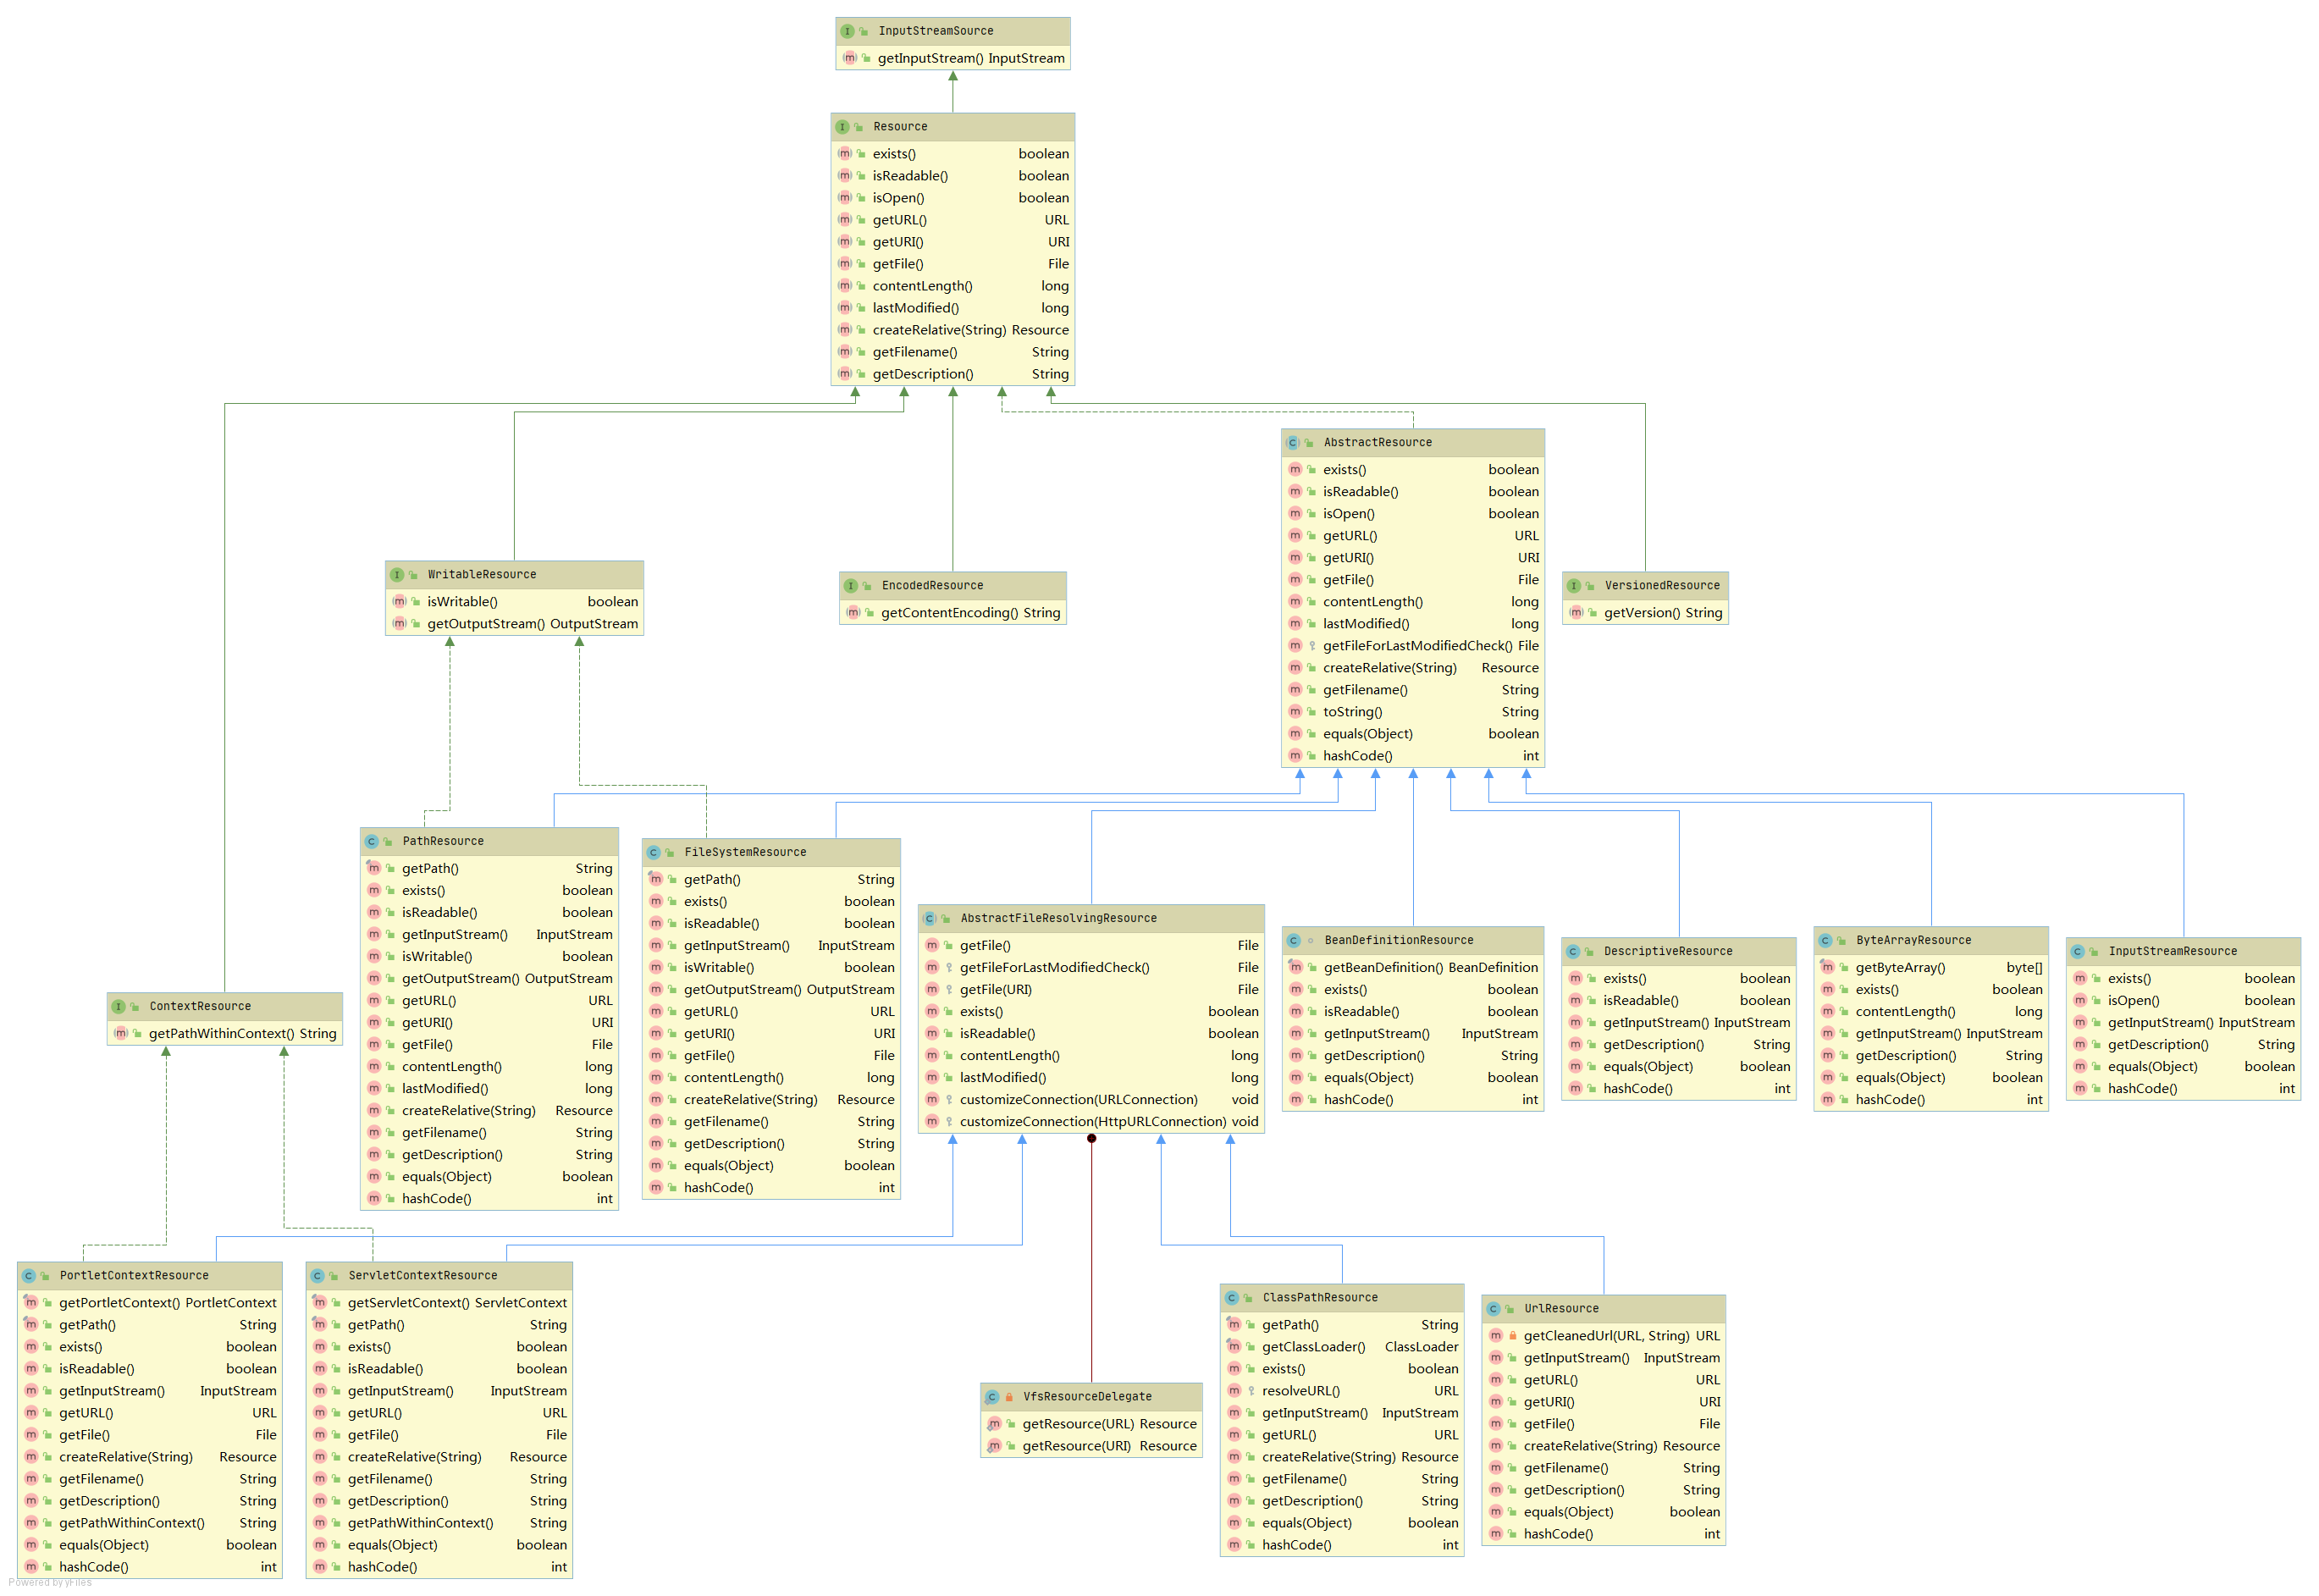 InputStreamSource
getInputStream() InputStream
Resource
exists() boolean
isReadable() boolean
isOpen() boolean
getURL() URL
getURI() URI
getFile() File
contentLength() long
lastModified() long
createRelative(String) Resource
getFilename() String
getDescription() String
AbstractResource
exists() boolean
isReadable() boolean
isOpen() boolean
getURL() URL
getURI() URI
getFile() File
contentLength() long
lastModified() long
getFileForLastModifiedCheck() File
createRelative(String) Resource
getFilename() String
toString() String
equals(Object) boolean
hashCode() int
WritableResource
isWritable() boolean
getOutputStream() OutputStream
EncodedResource
getContentEncoding() String
VersionedResource
getVersion() String
PathResource
getPath() String
exists() boolean
isReadable() boolean
getInputStream() InputStream
isWritable() boolean
getOutputStream() OutputStream
getURL() URL
getURI() URI
getFile() File
contentLength() long
lastModified() long
createRelative(String) Resource
getFilename() String
getDescription() String
equals(Object) boolean
hashCode() int
FileSystemResource
getPath() String
exists() boolean
isReadable() boolean
getInputStream() InputStream
isWritable() boolean
getOutputStream() OutputStream
getURL() URL
getURI() URI
getFile() File
contentLength() long
createRelative(String) Resource
getFilename() String
getDescription() String
equals(Object) boolean
hashCode() int
AbstractFileResolvingResource
getFile() File
getFileForLastModifiedCheck() File
getFile(URI) File
exists() boolean
isReadable() boolean
contentLength() long
lastModified() long
customizeConnection(URLConnection) void
customizeConnection(HttpURLConnection) void
BeanDefinitionResource
getBeanDefinition() BeanDefinition
exists() boolean
isReadable() boolean
getInputStream() InputStream
getDescription() String
equals(Object) boolean
hashCode() int
DescriptiveResource
exists() boolean
isReadable() boolean
getInputStream() InputStream
getDescription() String
equals(Object) boolean
hashCode() int
ByteArrayResource
getByteArray() byte[]
exists() boolean
contentLength() long
getInputStream() InputStream
getDescription() String
equals(Object) boolean
hashCode() int
InputStreamResource
exists() boolean
isOpen() boolean
getInputStream() InputStream
getDescription() String
equals(Object) boolean
hashCode() int
ContextResource
getPathWithinContext() String
PortletContextResource
getPortletContext() PortletContext
getPath() String
exists() boolean
isReadable() boolean
getInputStream() InputStream
getURL() URL
getFile() File
createRelative(String) Resource
getFilename() String
getDescription() String
getPathWithinContext() String
equals(Object) boolean
hashCode() int
ServletContextResource
getServletContext() ServletContext
getPath() String
exists() boolean
isReadable() boolean
getInputStream() InputStream
getURL() URL
getFile() File
createRelative(String) Resource
getFilename() String
getDescription() String
getPathWithinContext() String
equals(Object) boolean
hashCode() int
VfsResourceDelegate
getResource(URL) Resource
getResource(URI) Resource
ClassPathResource
getPath() String
getClassLoader() ClassLoader
exists() boolean
resolveURL() URL
getInputStream() InputStream
getURL() URL
createRelative(String) Resource
getFilename() String
getDescription() String
equals(Object) boolean
hashCode() int
UrlResource
getCleanedUrl(URL, String) URL
getInputStream() InputStream
getURL() URL
getURI() URI
getFile() File
createRelative(String) Resource
getFilename() String
getDescription() String
equals(Object) boolean
hashCode() int
Powered by yFiles